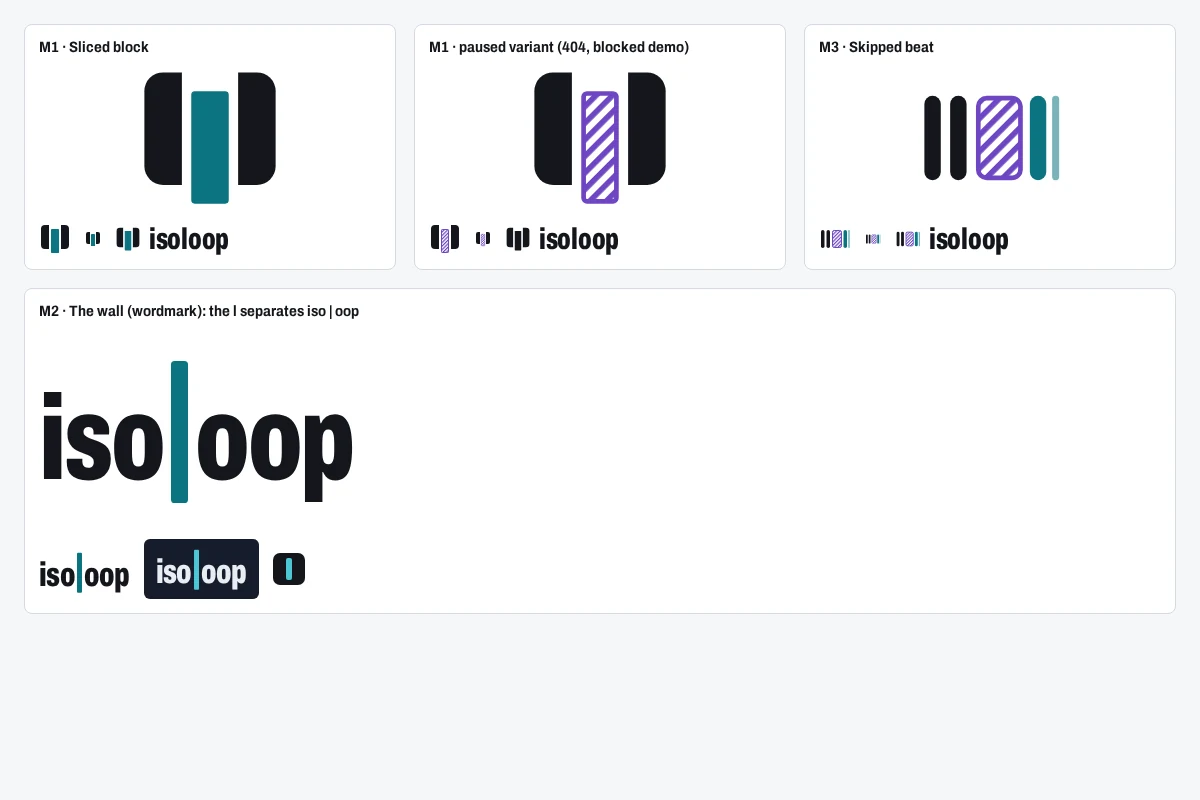 M1 · Sliced block
isoloop
M1 · paused variant (404, blocked demo)
isoloop
M3 · Skipped beat
isoloop
M2 · The wall (wordmark): the l separates iso | oop
isoloop
isoloop
isoloop